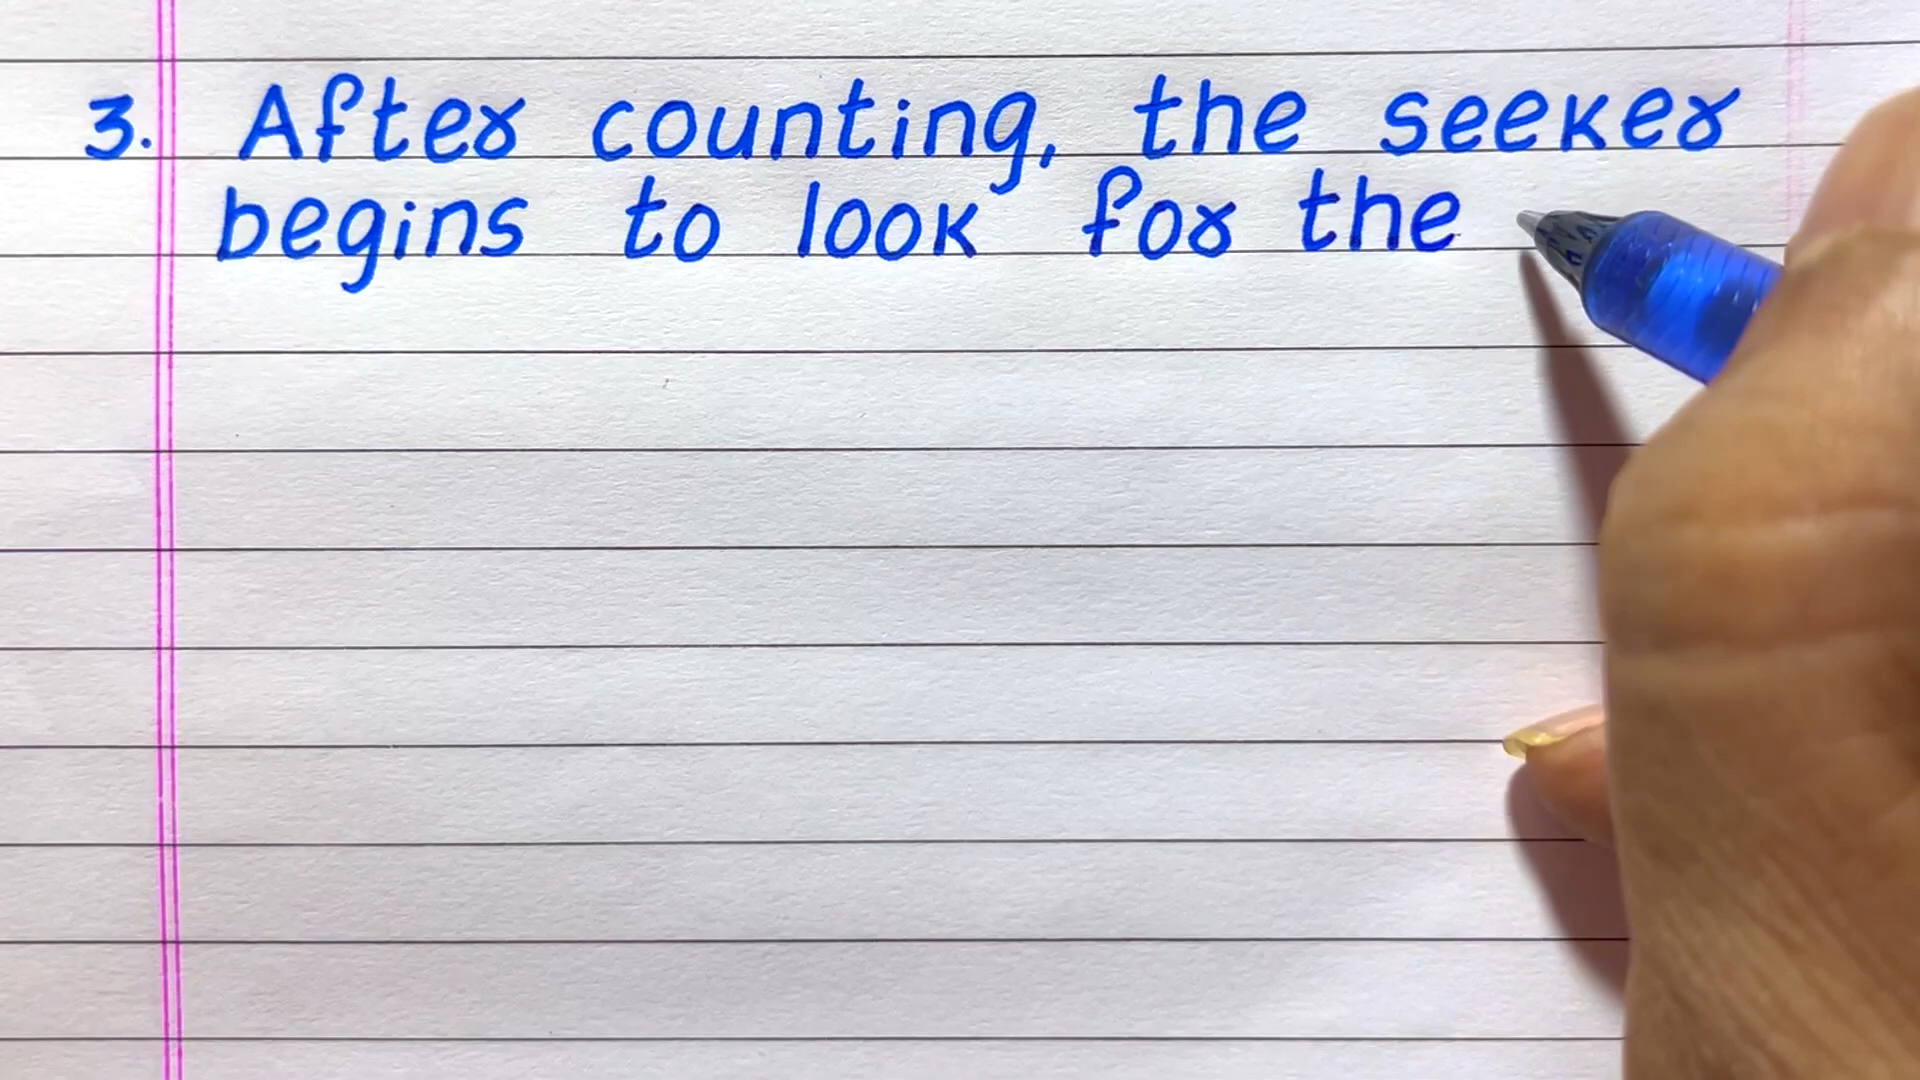 3. After counting, the seeker
begins to look for the